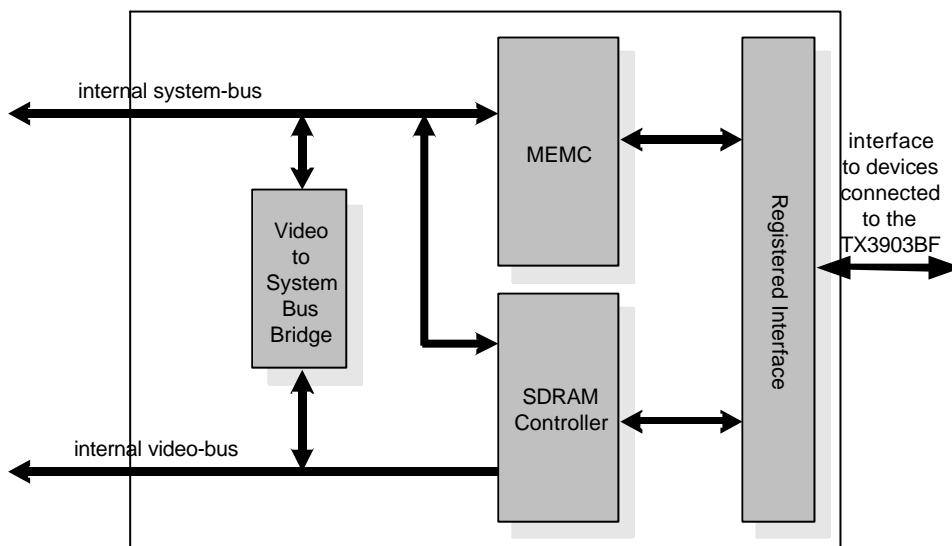 internal system-bus
MEMC
interface
to devices
connected
to the
TX3903BF
Video
to
System
Bus
Bridge
Registered Interface
SDRAM
Controller
internal video-bus